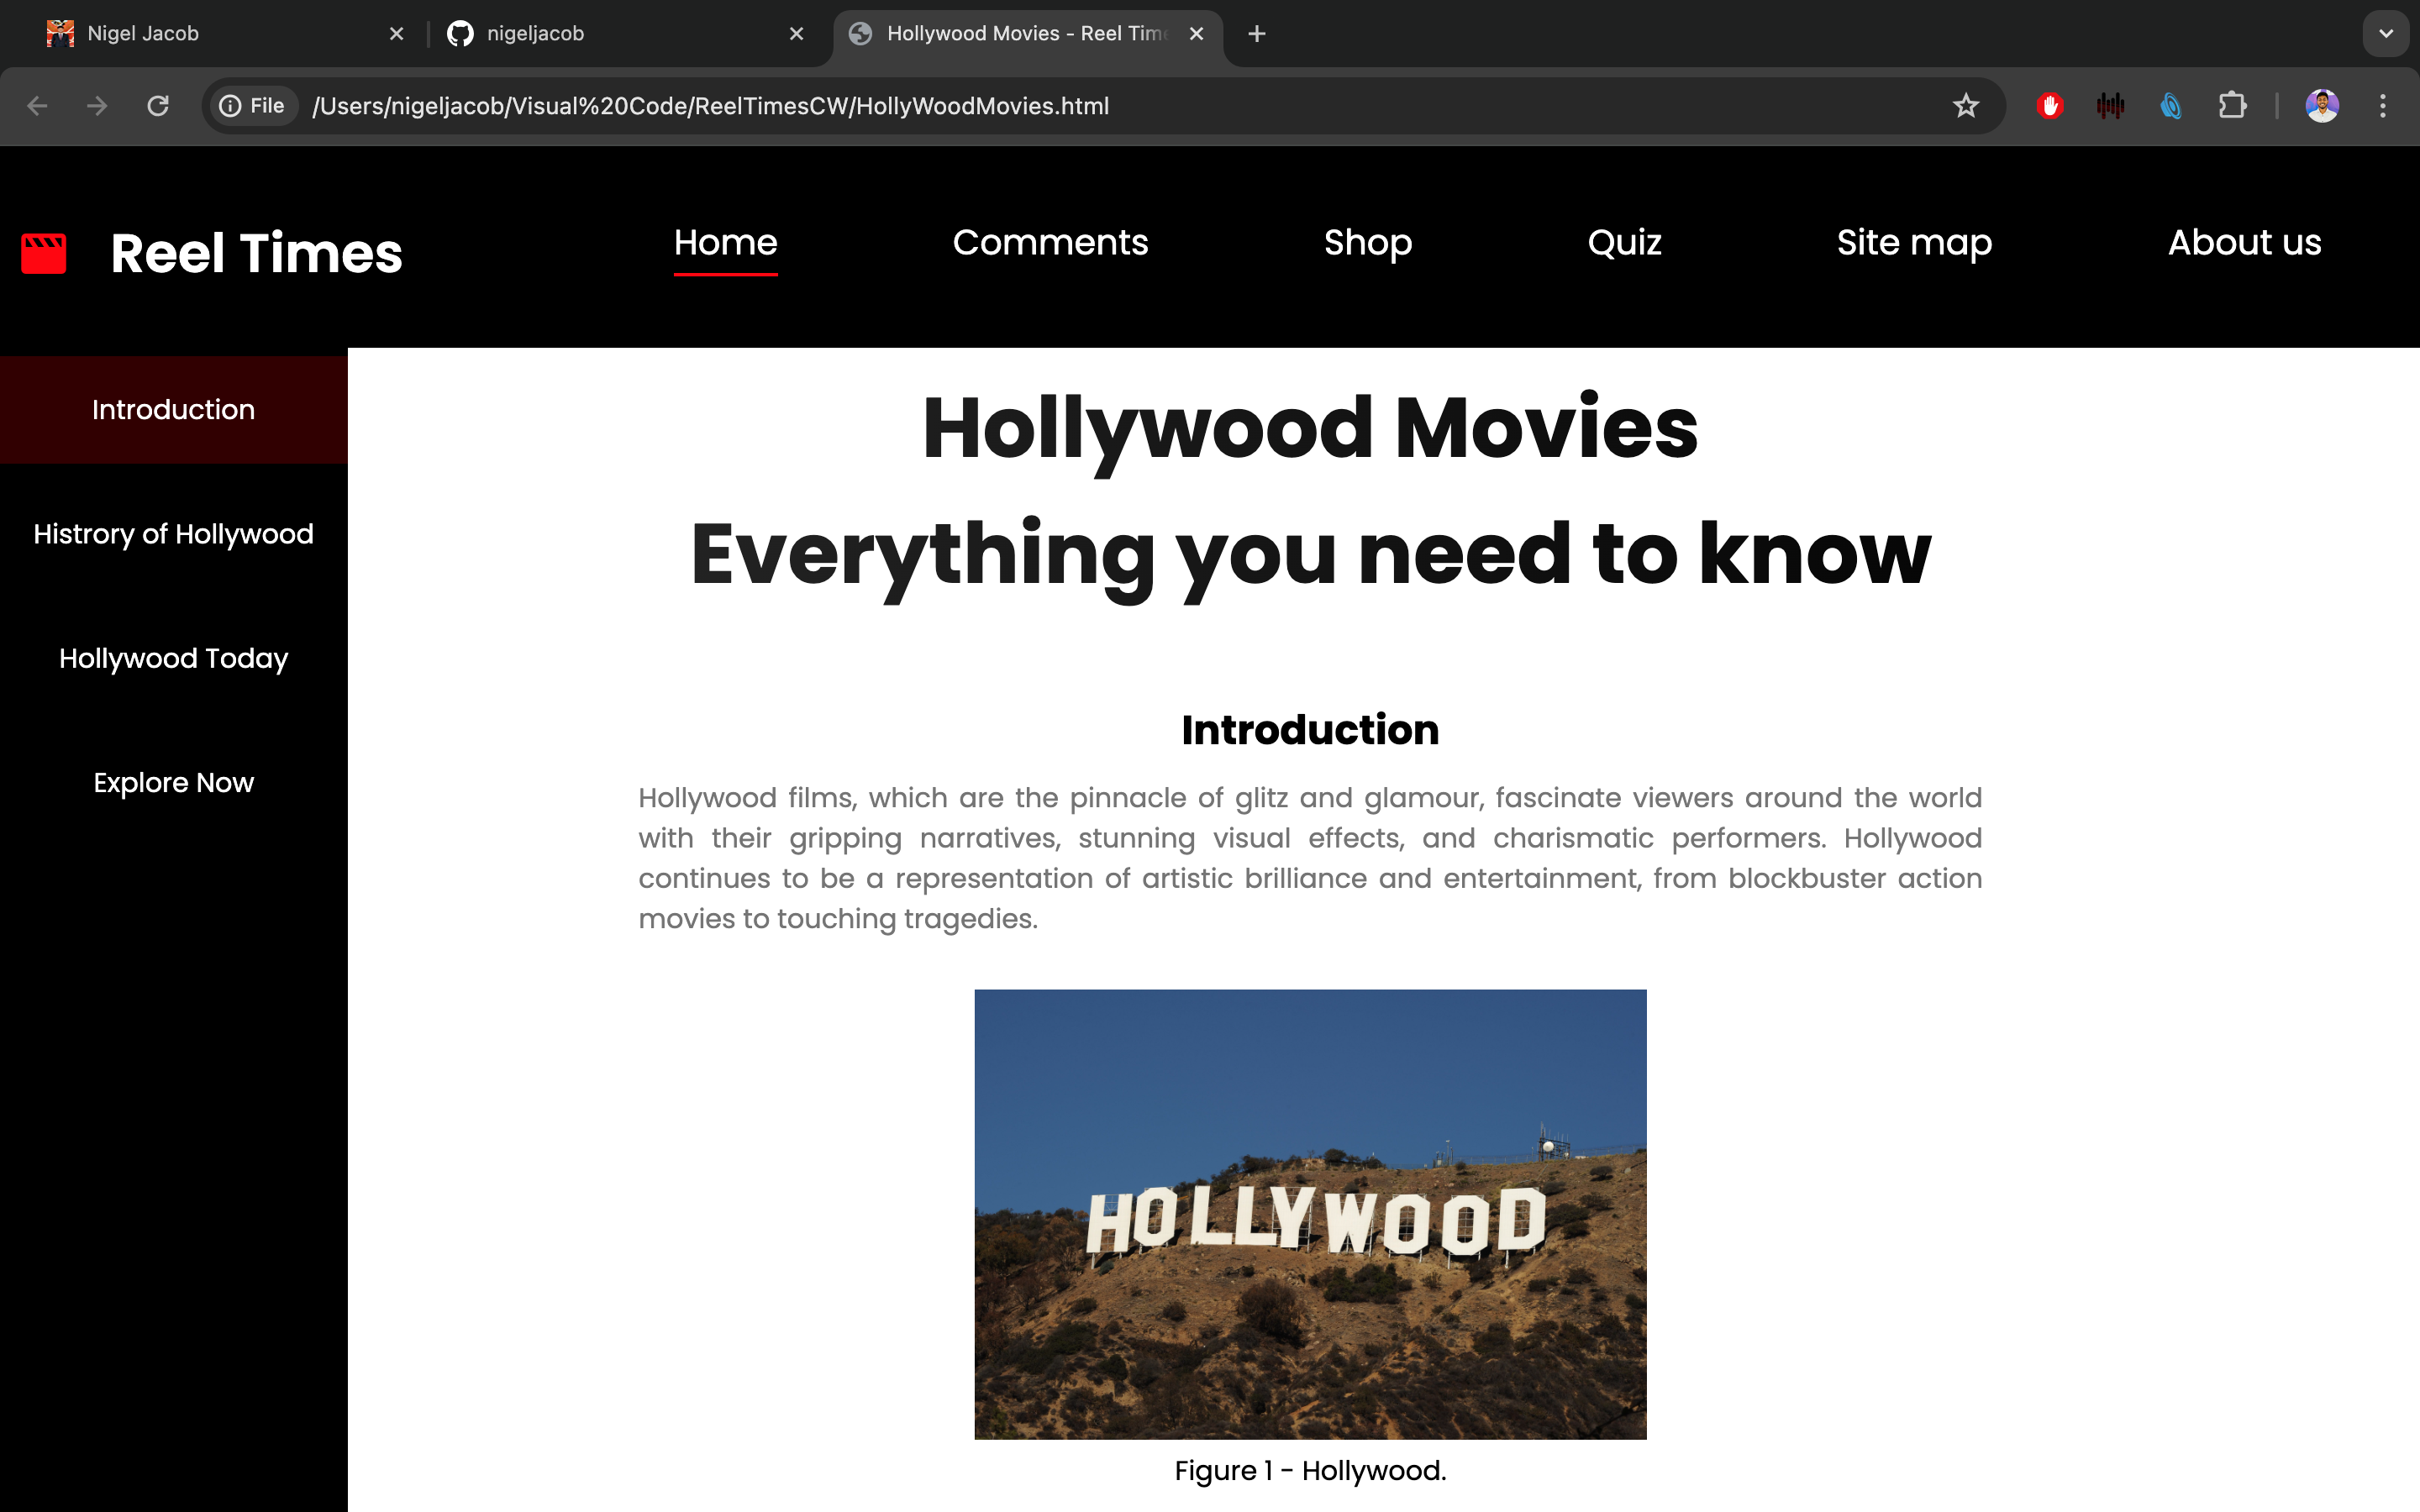 Nigel Jacob
nigeljacob
Hollywood Movies - Reel Time
File
/Users/nigeljacob/Visual%20Code/ReelTimesCW/HollyWoodMovies.html
Reel Times
Home
Comments
Shop
Quiz
Site map
About us
Introduction
Histrory of Hollywood
Hollywood Today
Explore Now
Hollywood Movies
Everything you need to know
Introduction
Hollywood films, which are the pinnacle of glitz and glamour, fascinate viewers around the world
with their gripping narratives, stunning visual effects, and charismatic performers. Hollywood
continues to be a representation of artistic brilliance and entertainment, from blockbuster action
movies to touching tragedies.
HOLLYWOOD
Figure 1 - Hollywood.